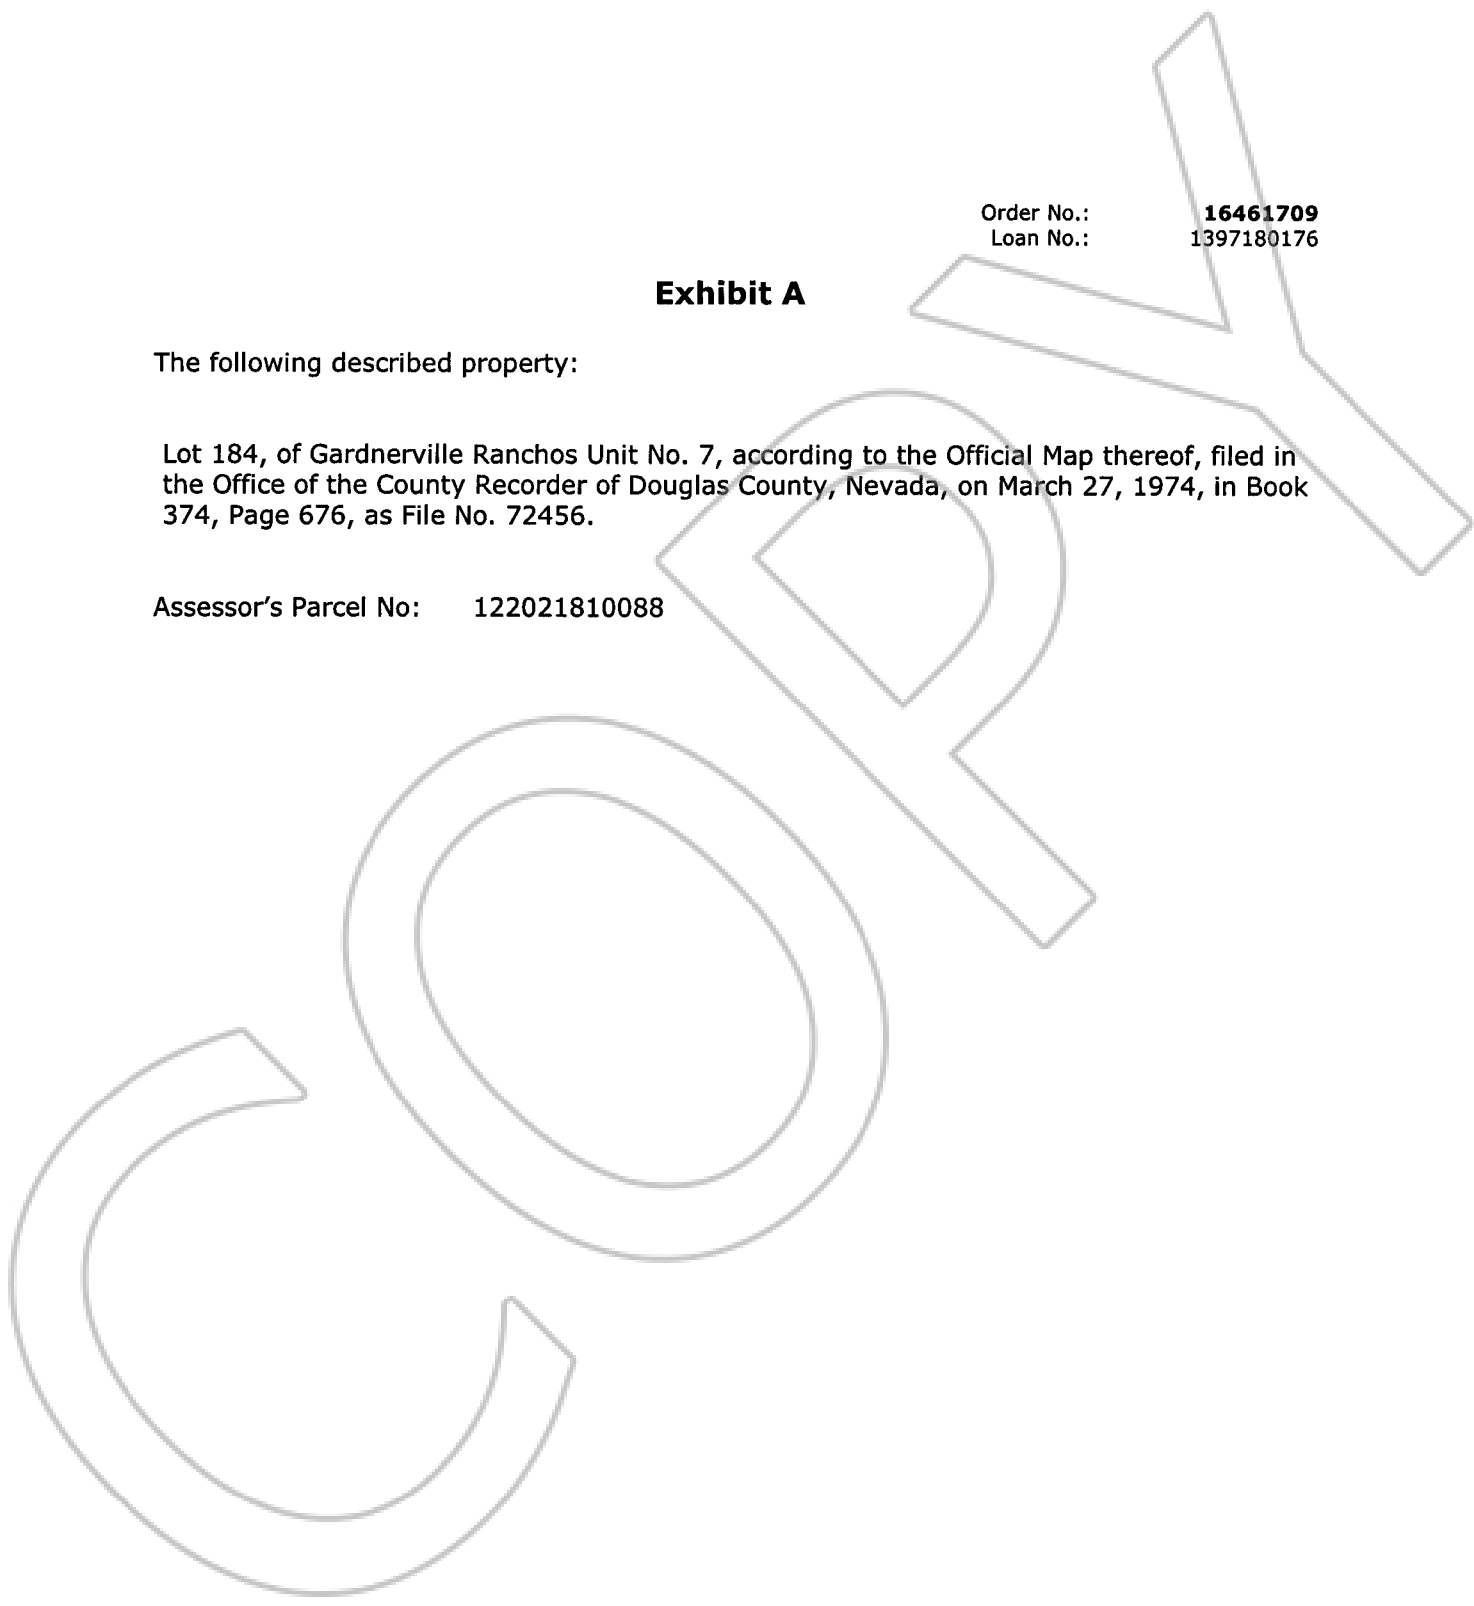 Order No.: 16461709
Loan No.: 1397180176
Exhibit A
The following described property:
Lot 184, of Gardnerville Ranchos Unit No. 7, according to the Official Map thereof, filed in
the Office of the County Recorder of Douglas County, Nevada, on March 27, 1974, in Book
374, Page 676, as File No. 72456.
Assessor's Parcel No: 122021810088
COPY